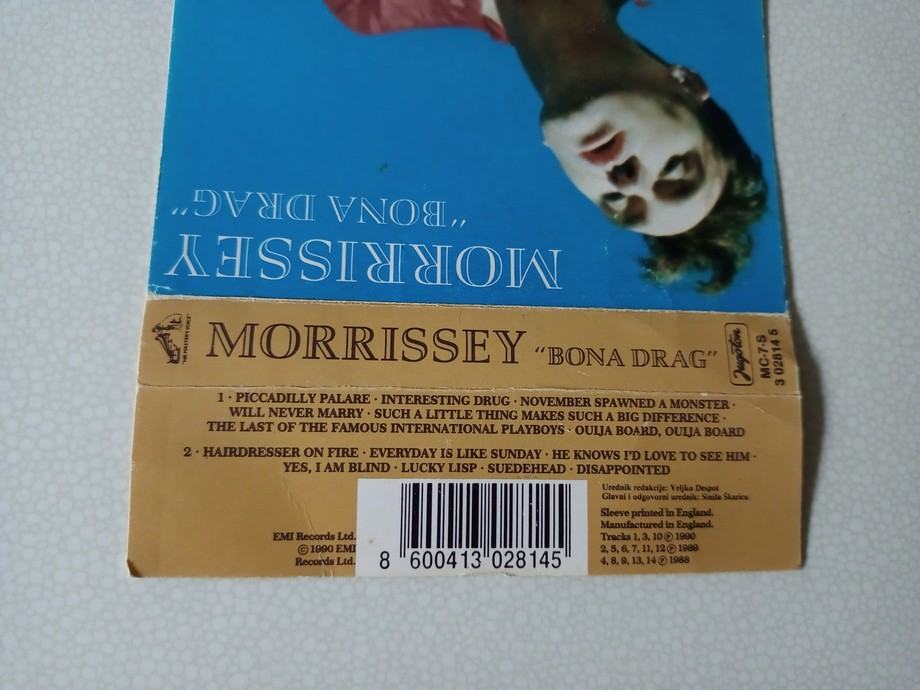 "BONA DRAG"
MORRISSEY
"HIS MASTER'S VOICE"
MORRISSEY "BONA DRAG"
Jugoton
MC-7-S
3 02814 5
1 · PICCADILLY PALARE · INTERESTING DRUG · NOVEMBER SPAWNED A MONSTER ·
WILL NEVER MARRY · SUCH A LITTLE THING MAKES SUCH A BIG DIFFERENCE ·
THE LAST OF THE FAMOUS INTERNATIONAL PLAYBOYS · OUIJA BOARD, OUIJA BOARD
2 · HAIRDRESSER ON FIRE · EVERYDAY IS LIKE SUNDAY · HE KNOWS I'D LOVE TO SEE HIM ·
YES, I AM BLIND · LUCKY LISP · SUEDEHEAD · DISAPPOINTED
EMI Records Ltd.
© 1990 EMI
Records Ltd.
8 600413 028145
Urednik redakcije: Veljko Despot
Glavni i odgovorni urednik: Siniša Škarica
Sleeve printed in England.
Manufactured in England.
Tracks 1, 3, 10 ℗ 1990
2, 5, 6, 7, 11, 12 ℗ 1989
4, 8, 9, 13, 14 ℗ 1988